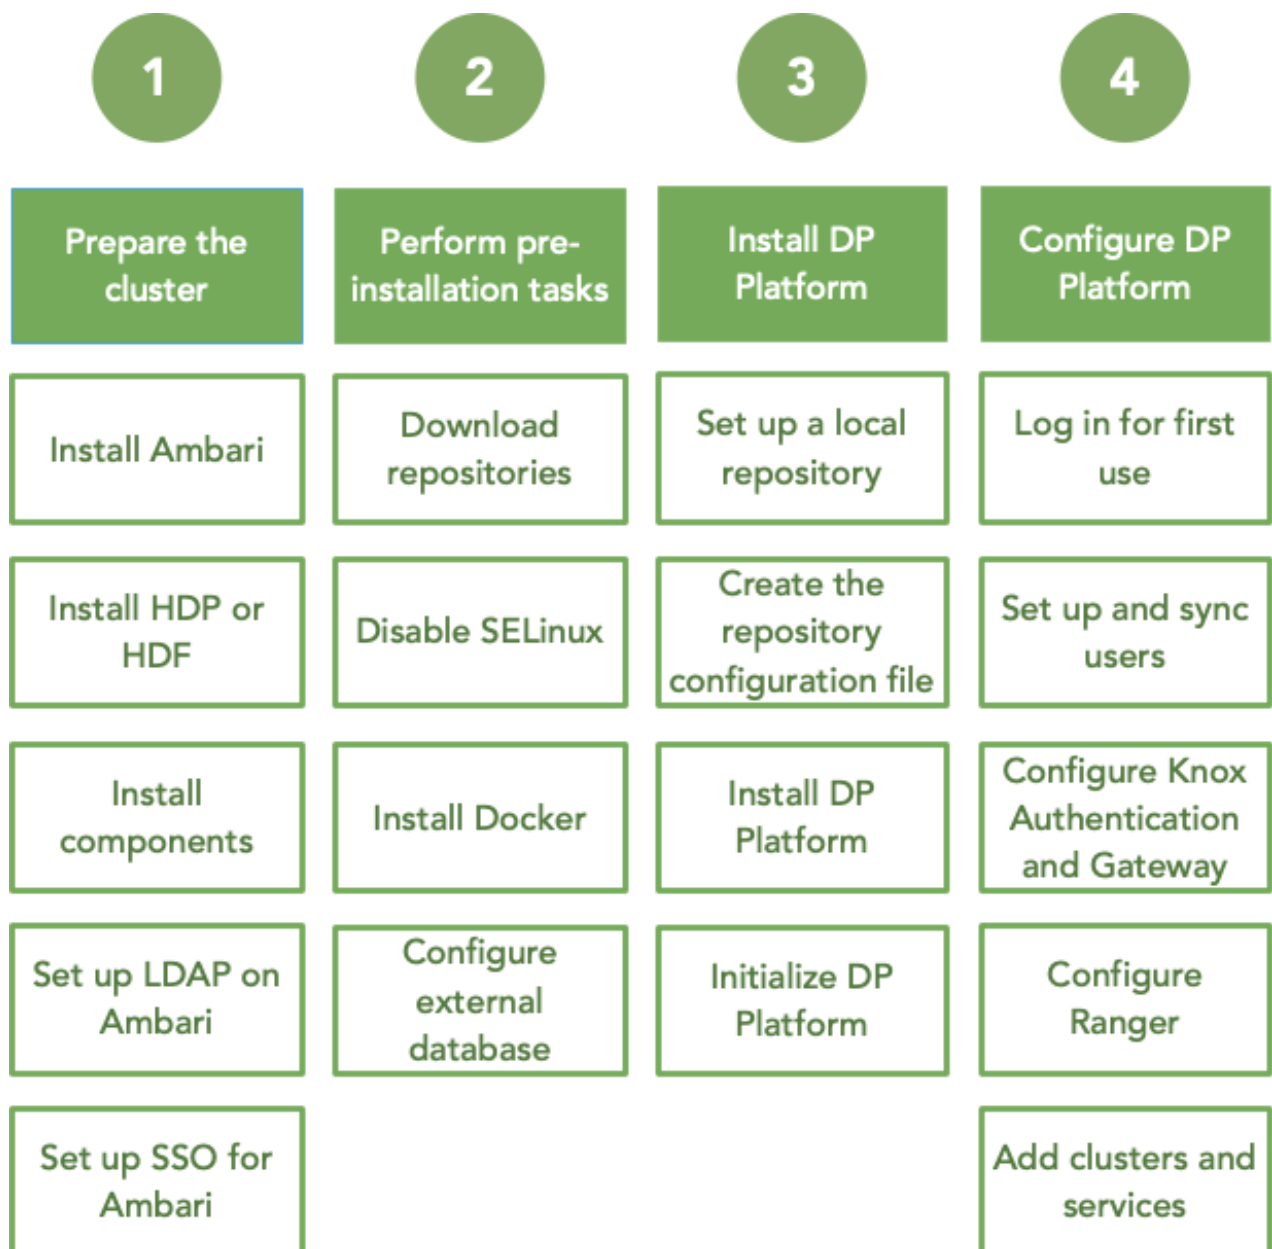 1
2
3
4
Prepare the
cluster
Perform pre-
installation tasks
Install DP
Platform
Configure DP
Platform
Install Ambari
Download
repositories
Set up a local
repository
Log in for first
use
Install HDP or
HDF
Disable SELinux
Create the
repository
configuration file
Set up and sync
users
Install
components
Install Docker
Install DP
Platform
Configure Knox
Authentication
and Gateway
Set up LDAP on
Ambari
Configure
external
database
Initialize DP
Platform
Configure
Ranger
Set up SSO for
Ambari
Add clusters and
services